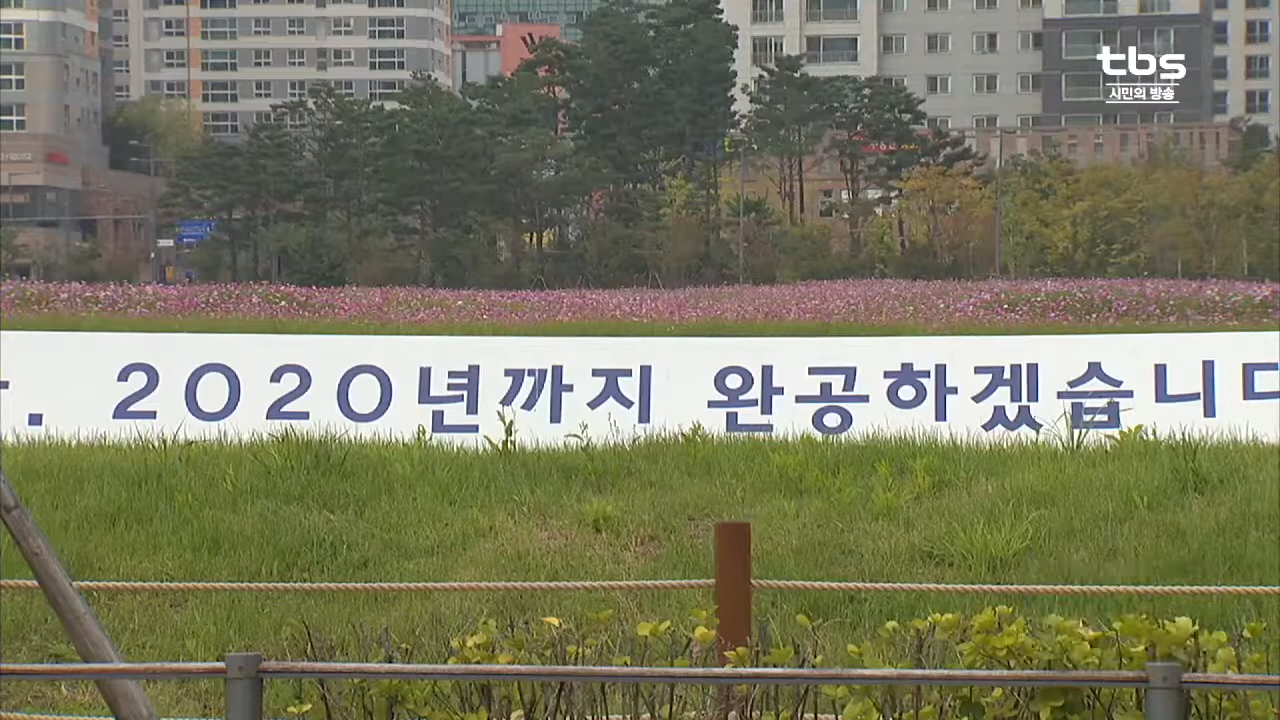 tbs
시민의 방송
. 2020년까지 완공하겠습니다